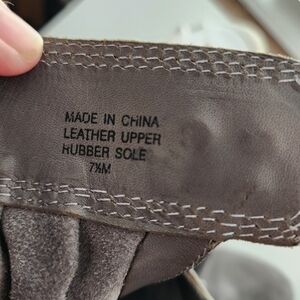 MADE IN CHINA
LEATHER UPPER
RUBBER SOLE
7½M